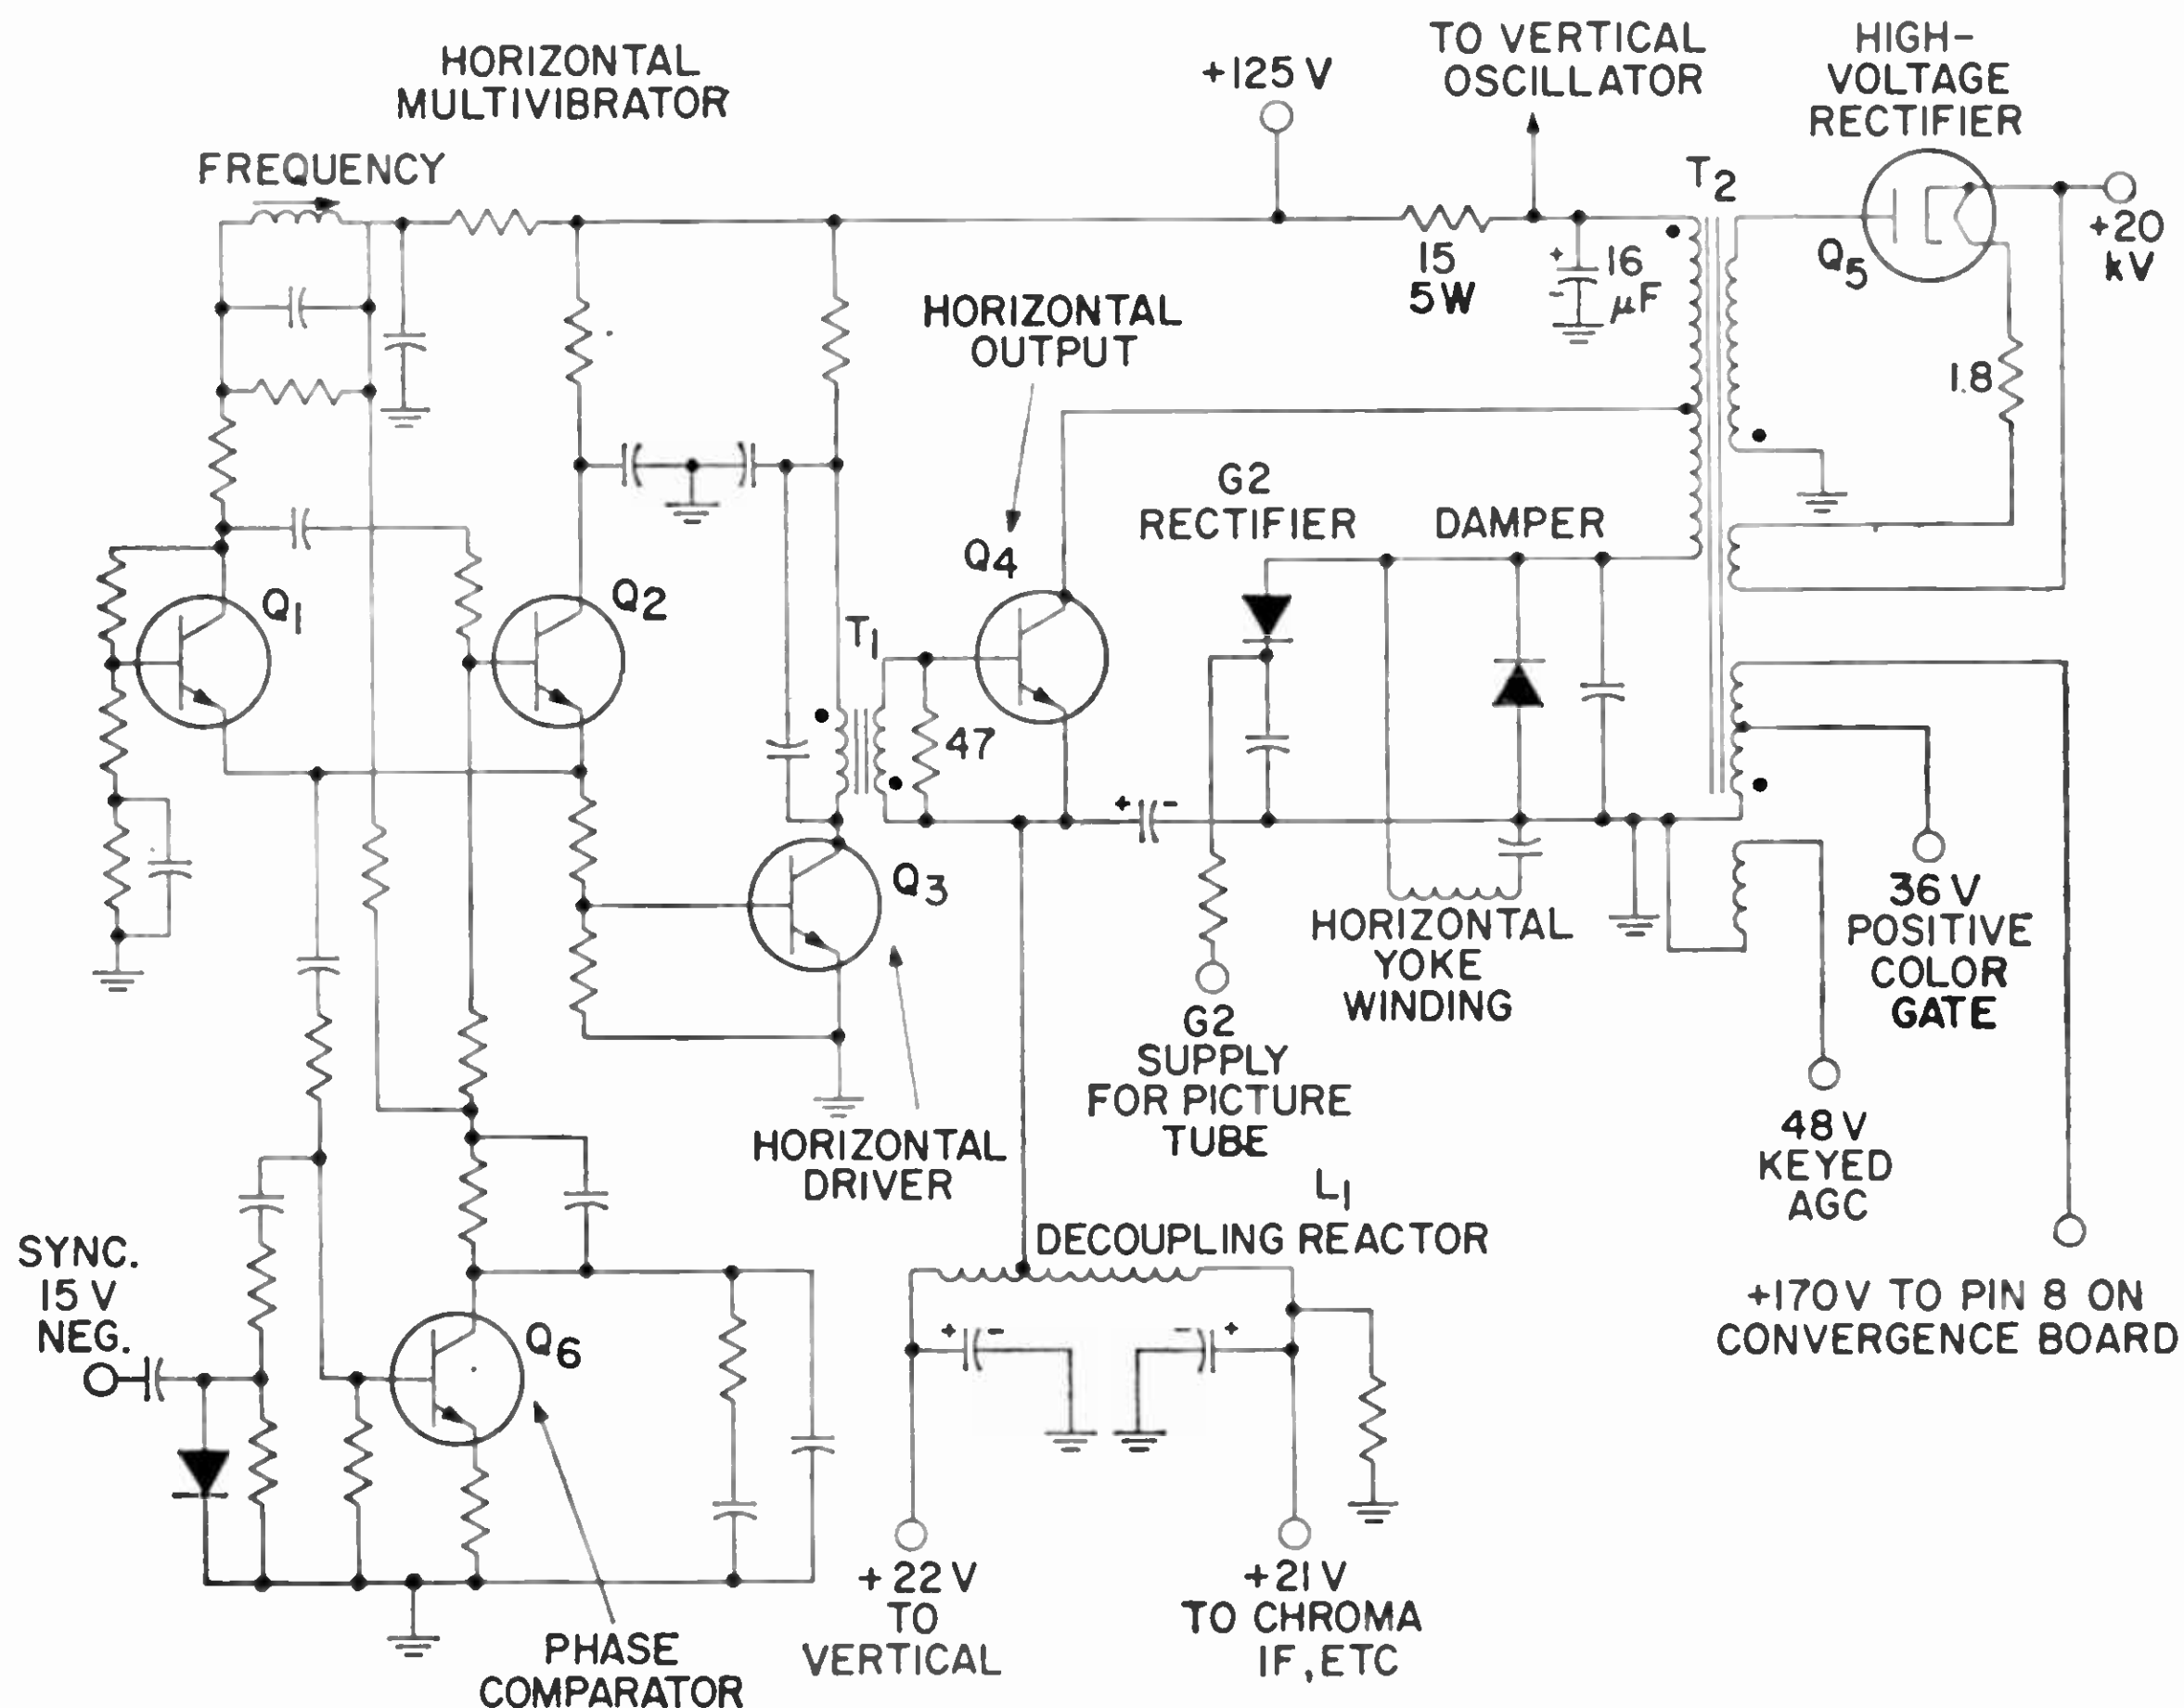 HORIZONTAL
MULTIVIBRATOR
FREQUENCY
+125 V
TO VERTICAL
OSCILLATOR
HIGH-
VOLTAGE
RECTIFIER
T2
Q5
+20
kV
15
5W
+
-
16
µF
1.8
HORIZONTAL
OUTPUT
G2
RECTIFIER
DAMPER
Q1
Q2
Q4
T1
47
+ -
Q3
HORIZONTAL
DRIVER
G2
SUPPLY
FOR PICTURE
TUBE
HORIZONTAL
YOKE
WINDING
36 V
POSITIVE
COLOR
GATE
48 V
KEYED
AGC
+170V TO PIN 8 ON
CONVERGENCE BOARD
L1
DECOUPLING REACTOR
+ -
- +
SYNC.
15 V
NEG.
Q6
PHASE
COMPARATOR
+22 V
TO
VERTICAL
+21 V
TO CHROMA
IF, ETC